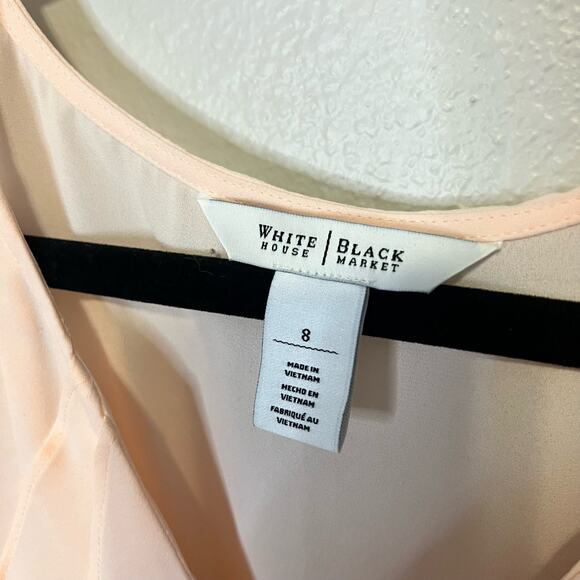 WHITE | BLACK
HOUSE | MARKET
8
MADE IN
VIETNAM
HECHO EN
VIETNAM
FABRIQUÉ AU
VIETNAM